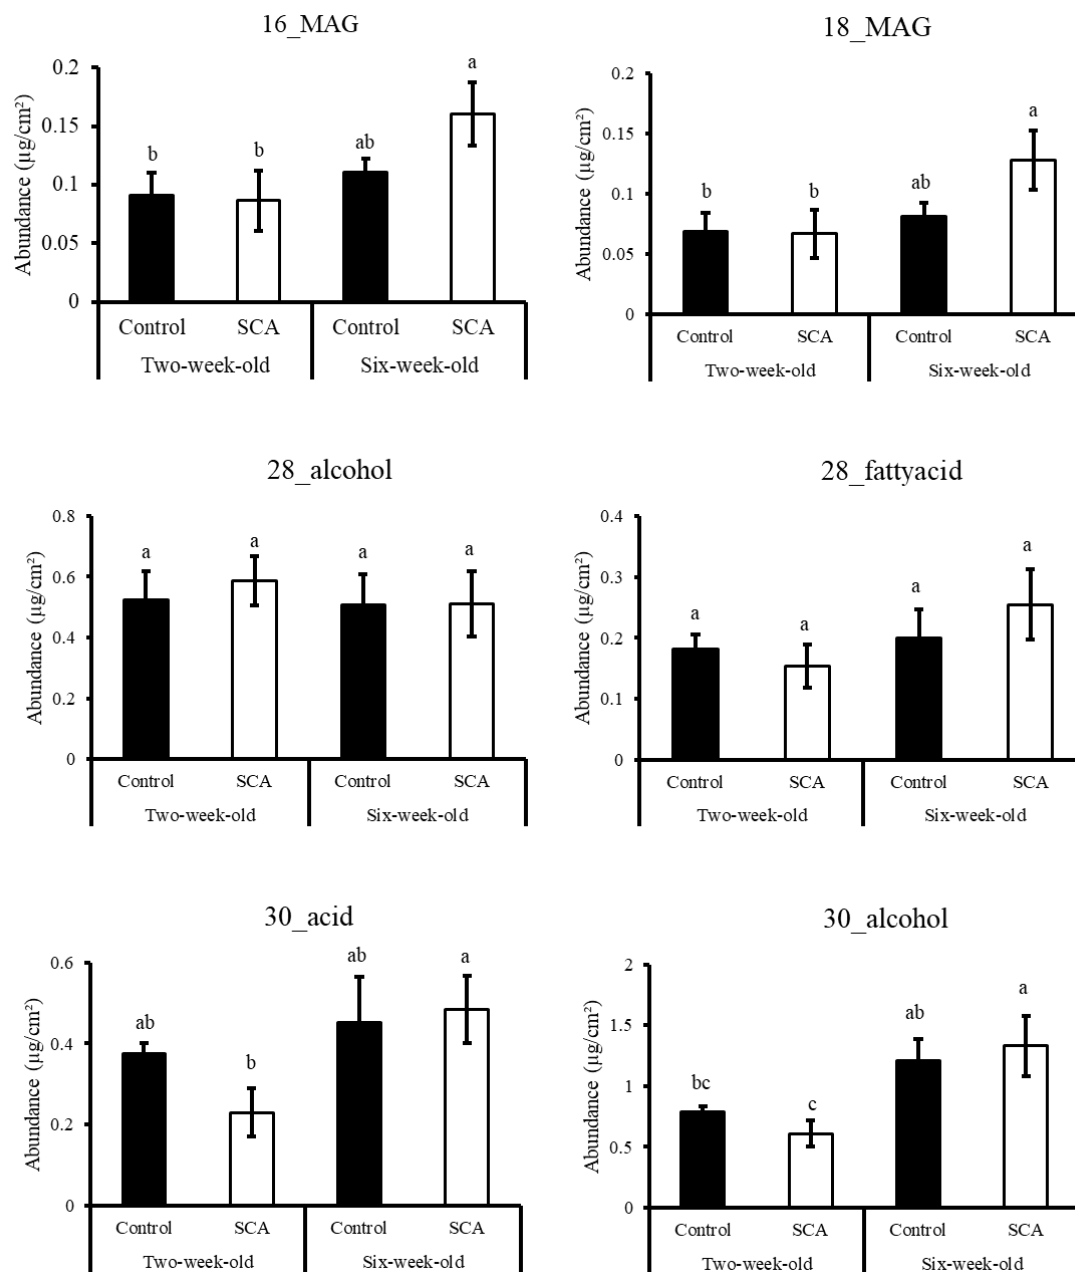 16_MAG
Abundance (µg/cm²)
0.2
0.15
0.1
0.05
0
b
b
ab
a
Control
SCA
Control
SCA
Two-week-old
Six-week-old
18_MAG
Abundance (µg/cm²)
0.2
0.15
0.1
0.05
0
b
b
ab
a
Control
SCA
Control
SCA
Two-week-old
Six-week-old
28_alcohol
Abundance (µg/cm²)
0.8
0.6
0.4
0.2
0
a
a
a
a
Control
SCA
Control
SCA
Two-week-old
Six-week-old
28_fattyacid
Abundance (µg/cm²)
0.4
0.3
0.2
0.1
0
a
a
a
a
Control
SCA
Control
SCA
Two-week-old
Six-week-old
30_acid
Abundance (µg/cm²)
0.6
0.4
0.2
0
ab
b
ab
a
Control
SCA
Control
SCA
Two-week-old
Six-week-old
30_alcohol
Abundance (µg/cm²)
2
1.5
1
0.5
0
bc
c
ab
a
Control
SCA
Control
SCA
Two-week-old
Six-week-old